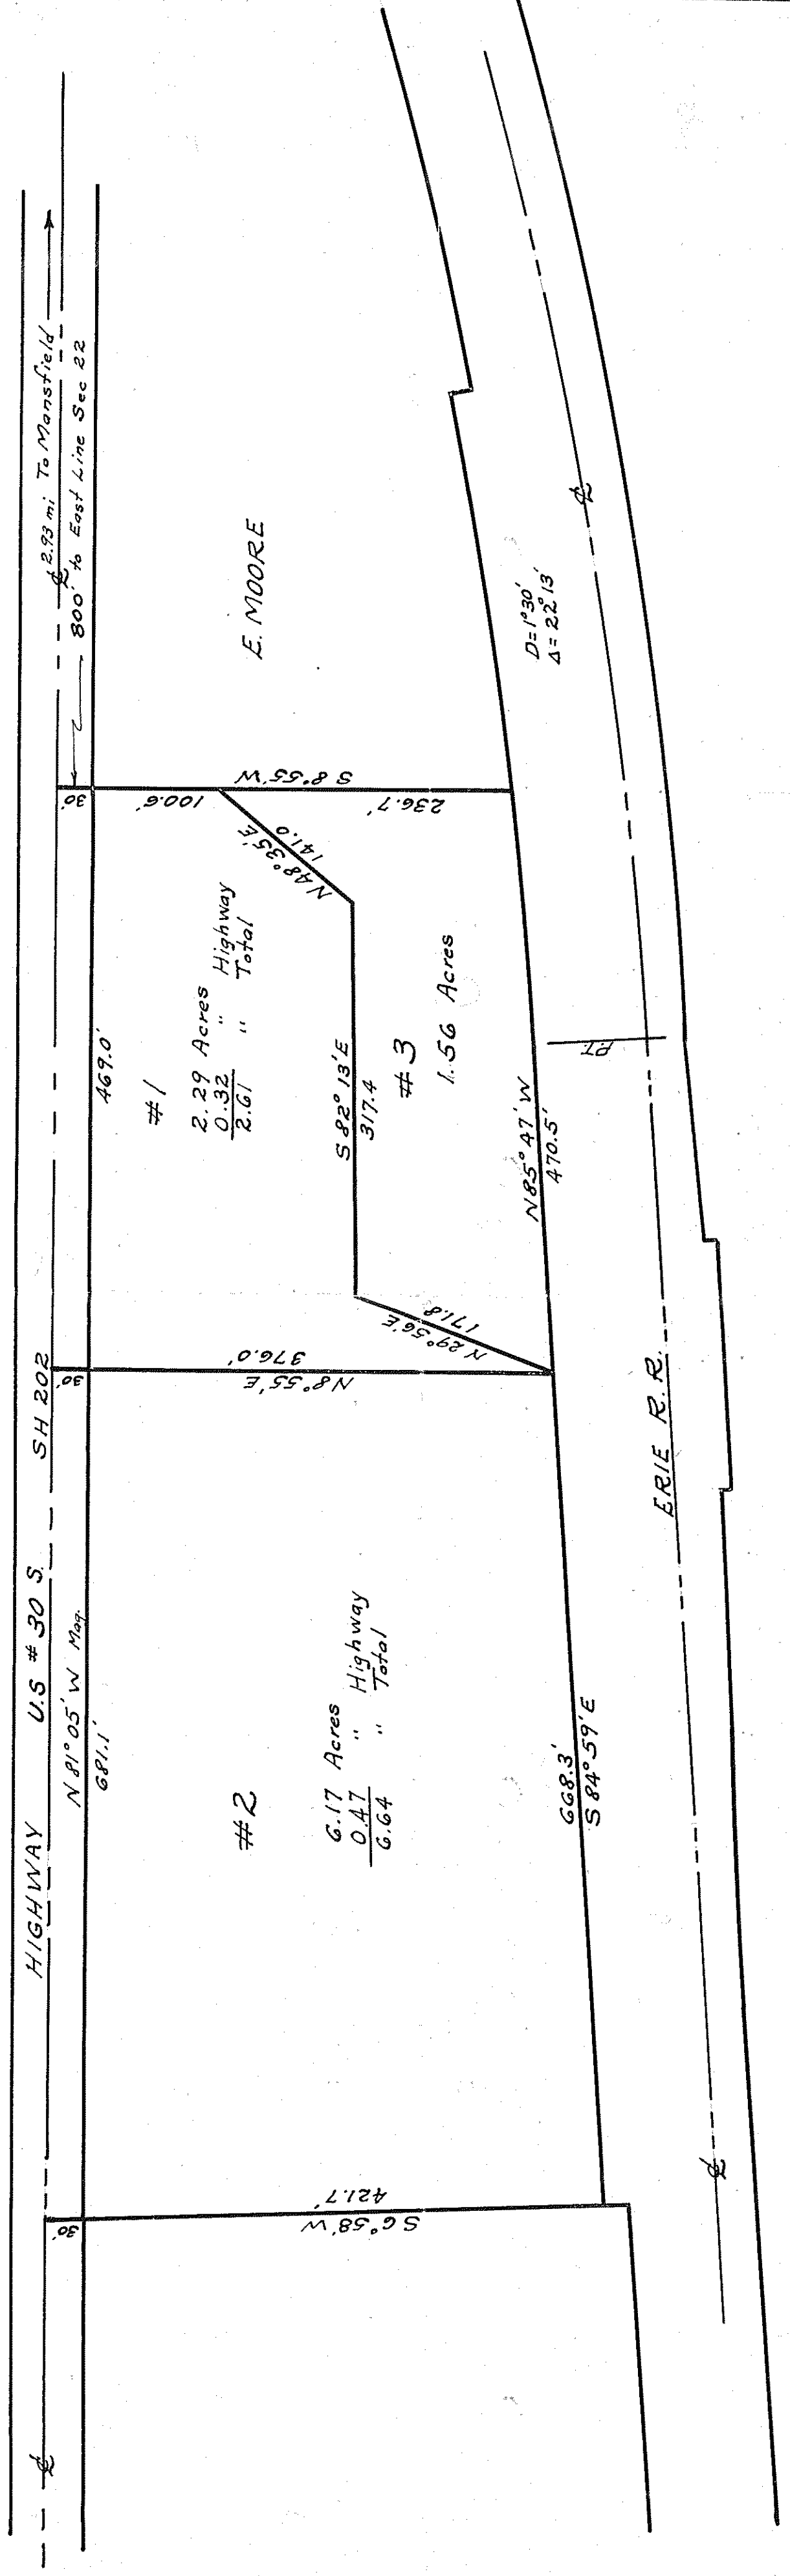 HIGHWAY U.S # 30 S. SH 202
N 81° 05' W Mag.
681.1'
469.0'
℄ 2.93 mi To Mansfield
800' to East Line Sec 22
℄
30'
30'
30'
S 6° 58' W
421.7'
#2
6.17 Acres
0.47 " Highway
6.64 " Total
N 8° 55' E
376.0'
#1
2.29 Acres
0.32 " Highway
2.61 " Total
100.6'
S 8° 55' W
236.7'
N 48° 35' E
141.0
S 82° 13' E
317.4
N 29° 56' E
171.8
#3
1.56 Acres
E. MOORE
668.3'
S 84° 59' E
N 85° 47' W
470.5'
P.T.
D=1° 30'
Δ = 22° 13'
ERIE R.R.
℄
℄